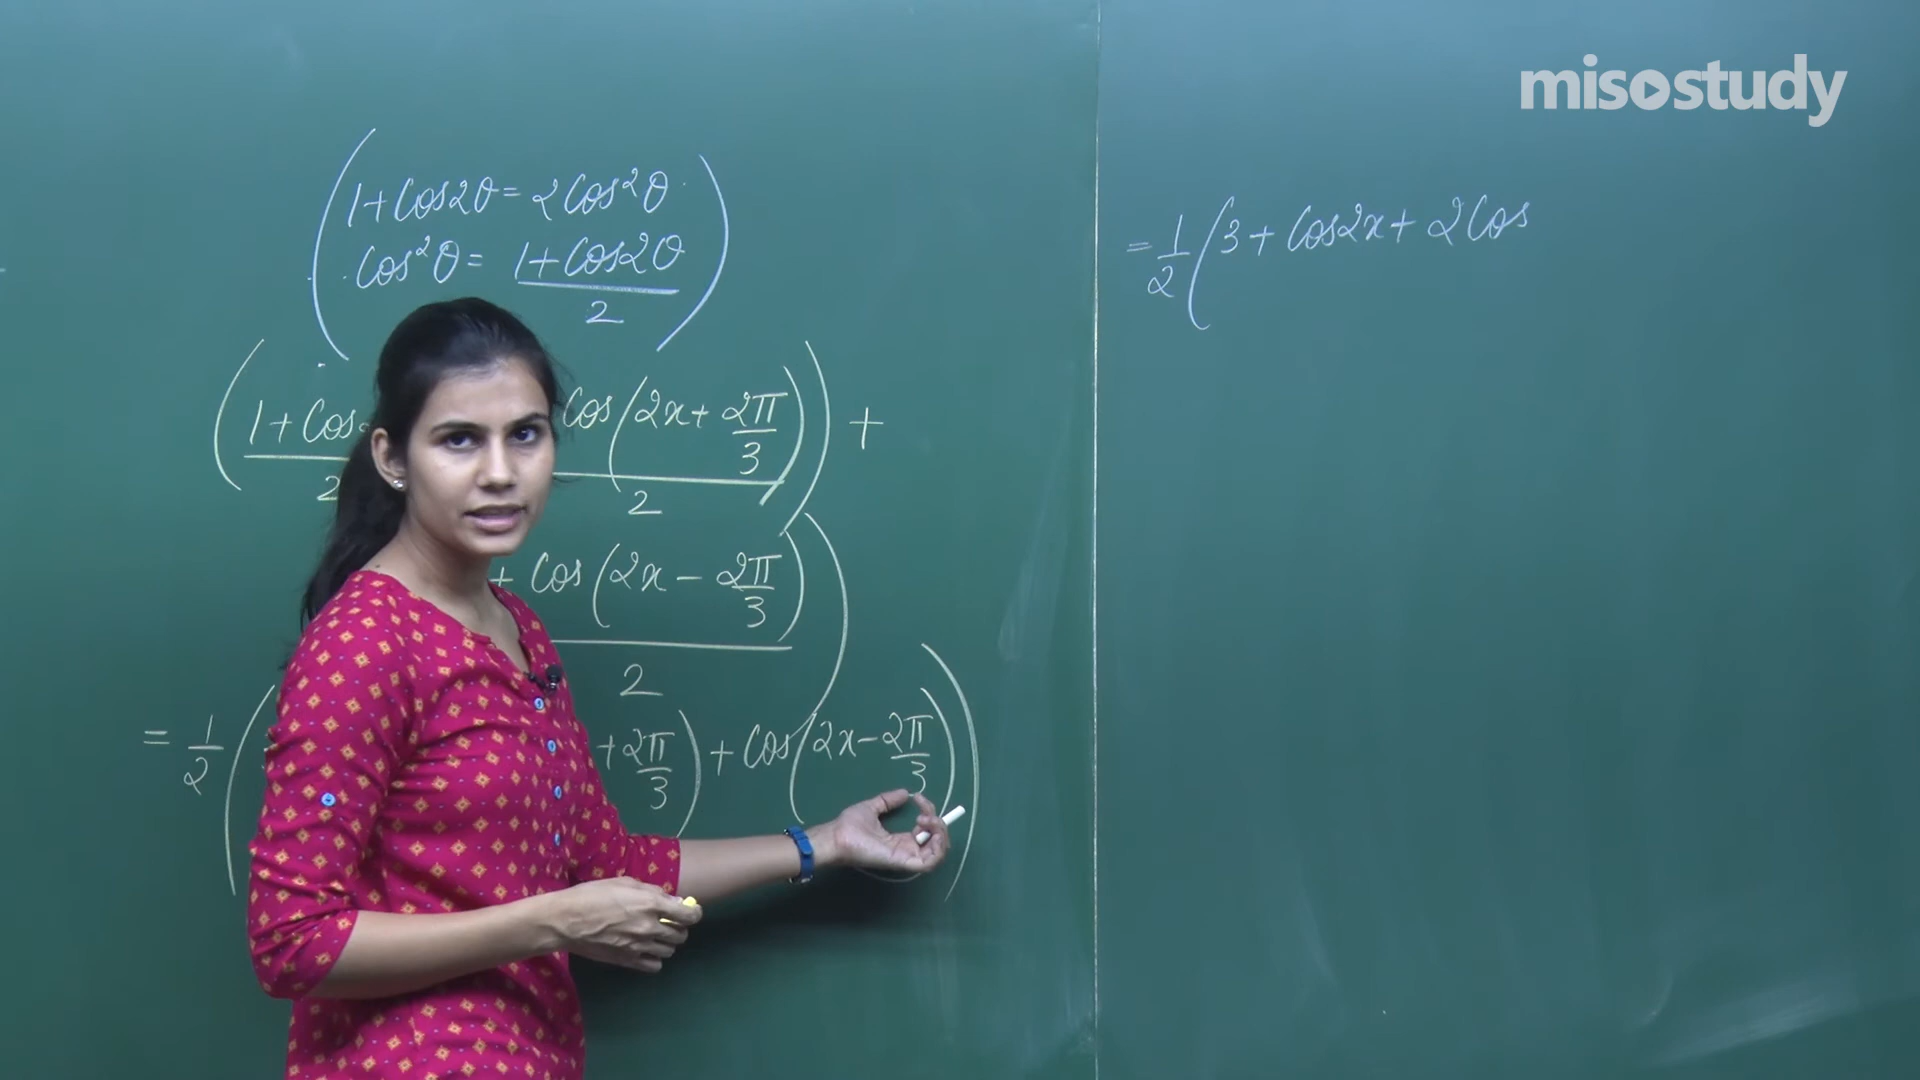 misostudy
1+Cos2θ = 2Cos²θ
Cos²θ = 1+Cos2θ
2
1+Cos Cos(2x+ 2π/3) +
2 2
+ Cos(2x − 2π/3)
2
= 1/2 ( +2π/3) + Cos(2x − 2π/3))
= 1/2 (3 + Cos2x + 2Cos